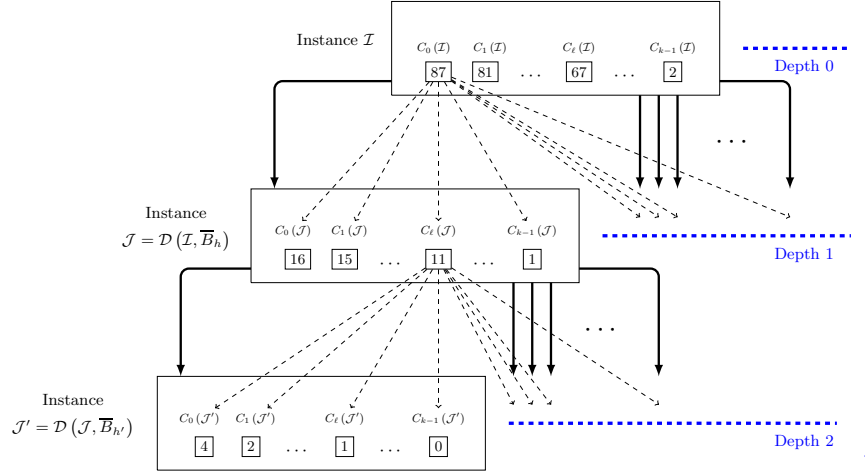 Instance $\mathcal{I}$
$C_0(\mathcal{I})$ $C_1(\mathcal{I})$ $C_\ell(\mathcal{I})$ $C_{k-1}(\mathcal{I})$
87 81 ... 67 ... 2
Depth 0
...
Instance
$\mathcal{J} = \mathcal{D}(\mathcal{I}, \overline{B}_h)$
$C_0(\mathcal{J})$ $C_1(\mathcal{J})$ $C_\ell(\mathcal{J})$ $C_{k-1}(\mathcal{J})$
16 15 ... 11 ... 1
Depth 1
...
Instance
$\mathcal{J}' = \mathcal{D}(\mathcal{J}, \overline{B}_{h'})$
$C_0(\mathcal{J}')$ $C_1(\mathcal{J}')$ $C_\ell(\mathcal{J}')$ $C_{k-1}(\mathcal{J}')$
4 2 ... 1 ... 0
Depth 2